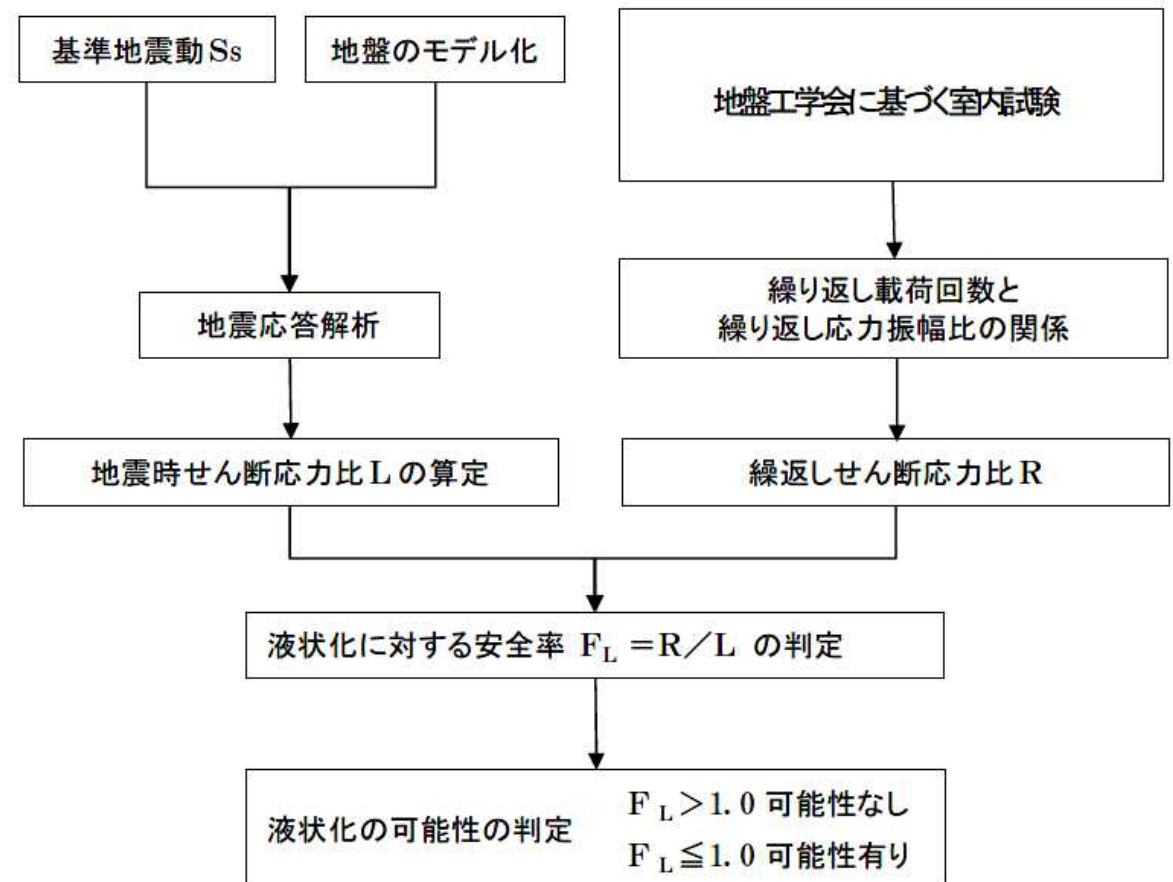 基準地震動Ss
地盤のモデル化
地盤工学会に基づく室内試験
地震応答解析
繰り返し載荷回数と
繰り返し応力振幅比の関係
地震時せん断応力比Lの算定
繰返しせん断応力比R
液状化に対する安全率 FL＝R／L の判定
液状化の可能性の判定
FL＞1.0 可能性なし
FL≦1.0 可能性有り